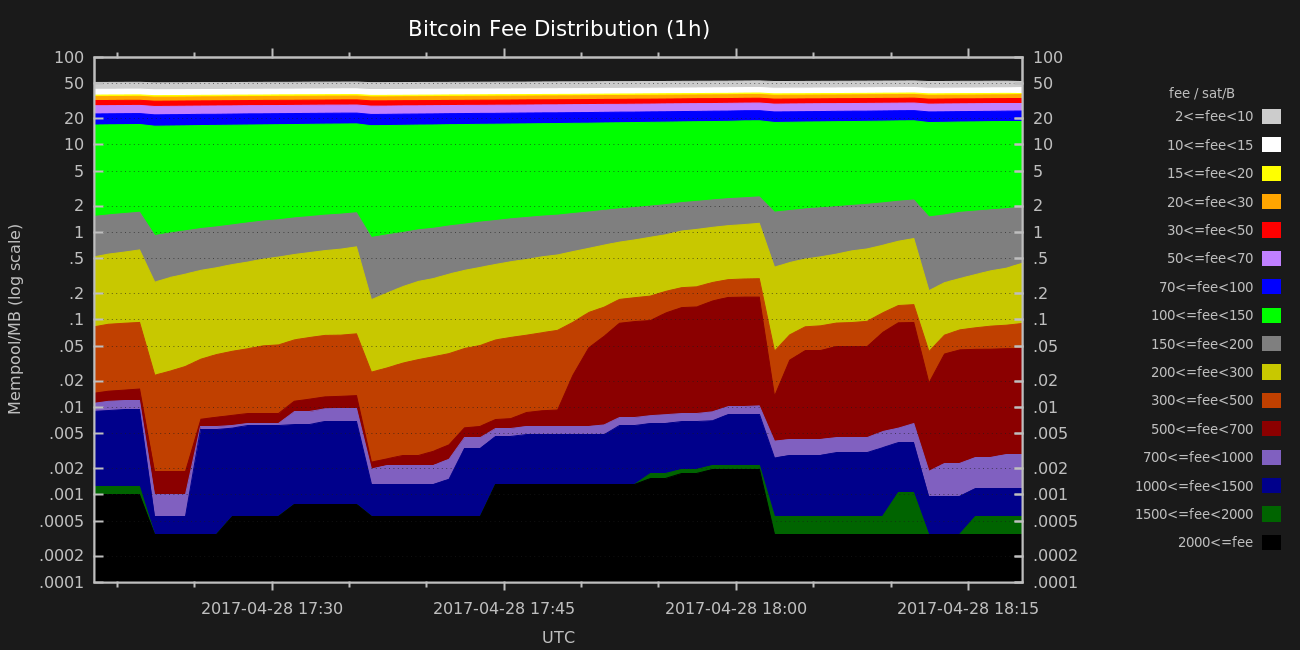 Bitcoin Fee Distribution (1h)
100 100
50 50
20 20
10 10
5 5
2 2
1 1
.5 .5
.2 .2
.1 .1
.05 .05
.02 .02
.01 .01
.005 .005
.002 .002
.001 .001
.0005 .0005
.0002 .0002
.0001 .0001
Mempool/MB (log scale)
2017-04-28 17:30 2017-04-28 17:45 2017-04-28 18:00 2017-04-28 18:15
UTC
fee / sat/B
2<=fee<10
10<=fee<15
15<=fee<20
20<=fee<30
30<=fee<50
50<=fee<70
70<=fee<100
100<=fee<150
150<=fee<200
200<=fee<300
300<=fee<500
500<=fee<700
700<=fee<1000
1000<=fee<1500
1500<=fee<2000
2000<=fee